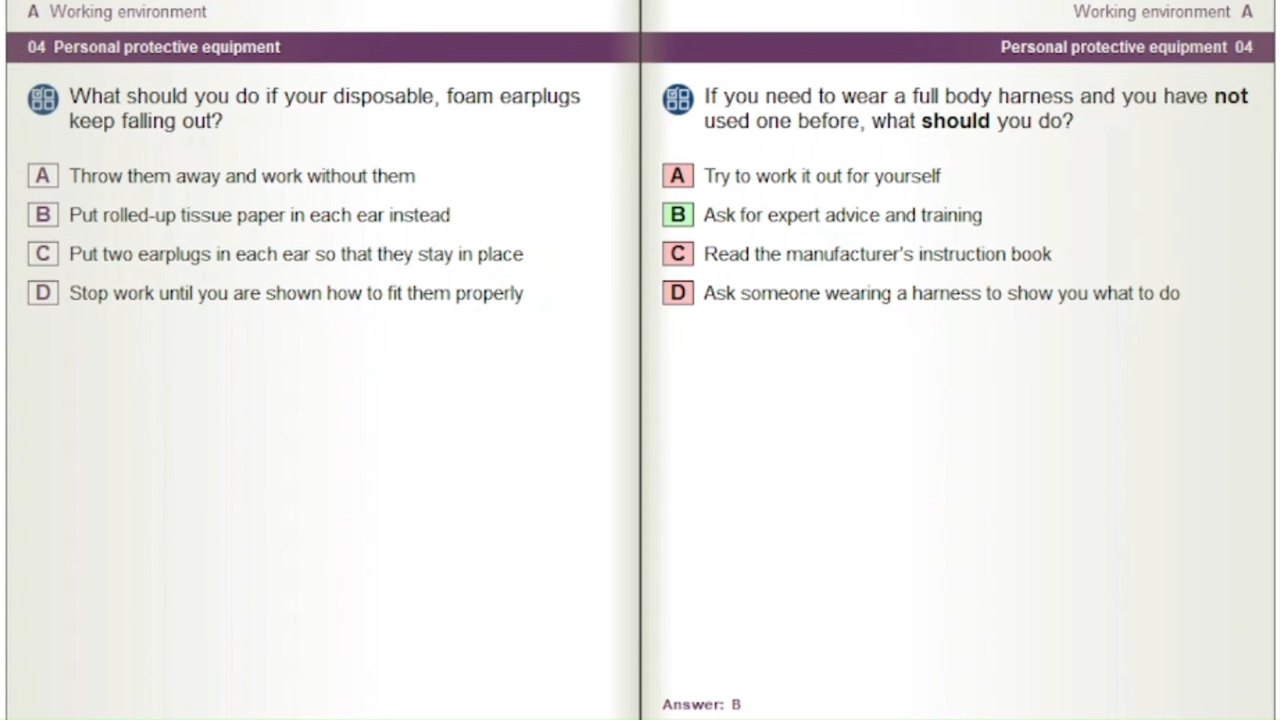 A Working environment
04 Personal protective equipment
What should you do if your disposable, foam earplugs
keep falling out?
A Throw them away and work without them
B Put rolled-up tissue paper in each ear instead
C Put two earplugs in each ear so that they stay in place
D Stop work until you are shown how to fit them properly
Working environment A
Personal protective equipment 04
If you need to wear a full body harness and you have not
used one before, what should you do?
A Try to work it out for yourself
B Ask for expert advice and training
C Read the manufacturer's instruction book
D Ask someone wearing a harness to show you what to do
Answer: B